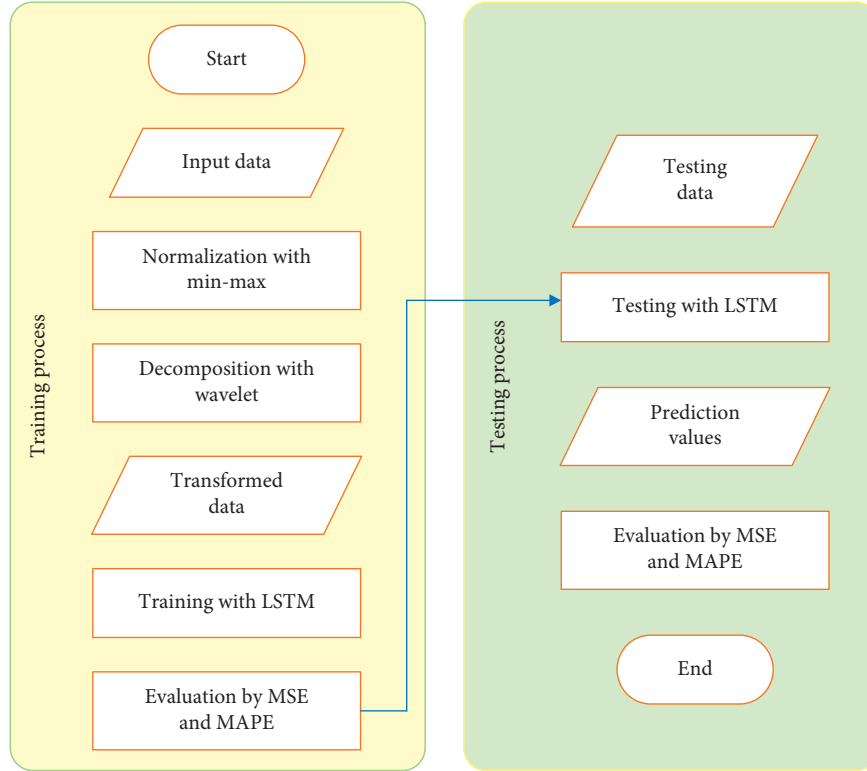 Training process
Start
Input data
Normalization with
min-max
Decomposition with
wavelet
Transformed
data
Training with LSTM
Evaluation by MSE
and MAPE
Testing process
Testing
data
Testing with LSTM
Prediction
values
Evaluation by MSE
and MAPE
End